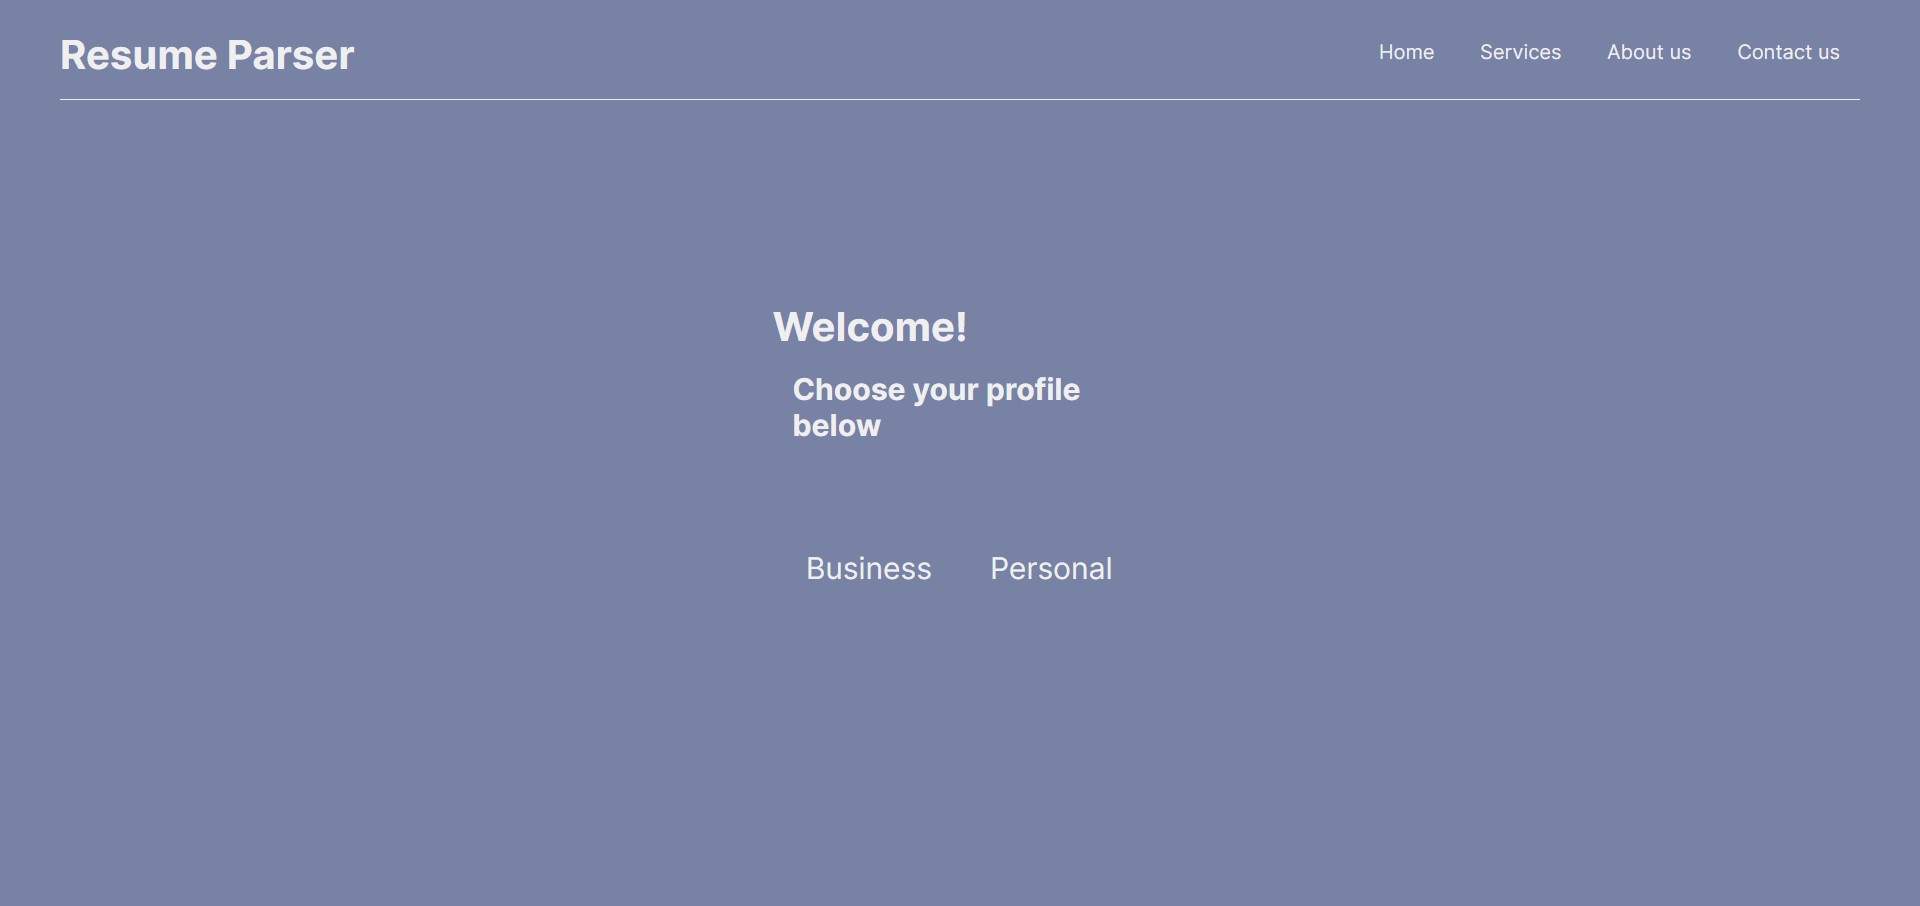 Resume Parser
Home Services About us Contact us
Welcome!
Choose your profile
below
Business Personal